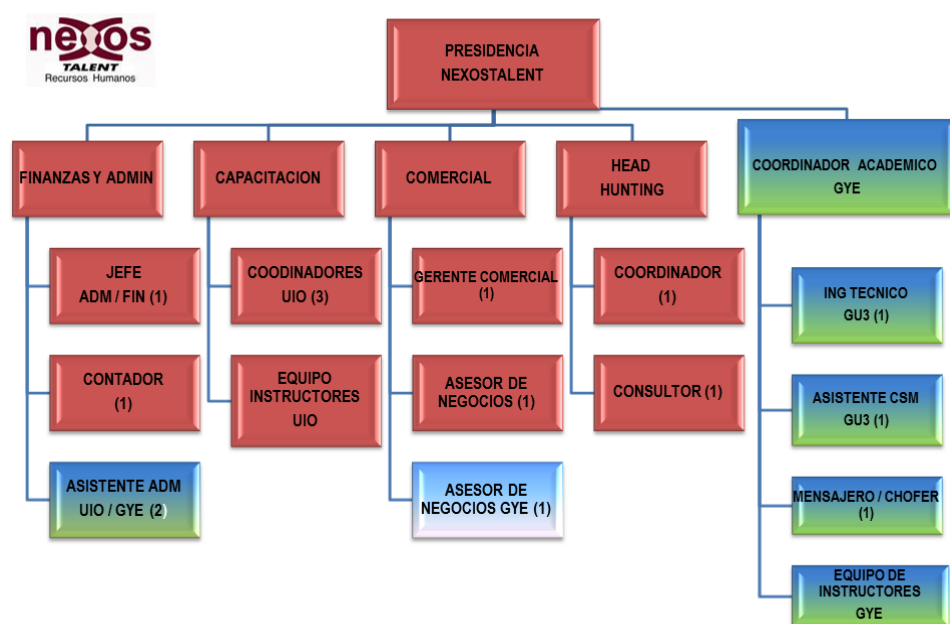 nexos
TALENT
Recursos Humanos
PRESIDENCIA
NEXOSTALENT
FINANZAS Y ADMIN
CAPACITACION
COMERCIAL
HEAD
HUNTING
COORDINADOR ACADEMICO
GYE
JEFE
ADM / FIN (1)
CONTADOR
(1)
ASISTENTE ADM
UIO / GYE (2)
COODINADORES
UIO (3)
EQUIPO
INSTRUCTORES
UIO
GERENTE COMERCIAL
(1)
ASESOR DE
NEGOCIOS (1)
ASESOR DE
NEGOCIOS GYE (1)
COORDINADOR
(1)
CONSULTOR (1)
ING TECNICO
GU3 (1)
ASISTENTE CSM
GU3 (1)
MENSAJERO / CHOFER
(1)
EQUIPO DE
INSTRUCTORES
GYE